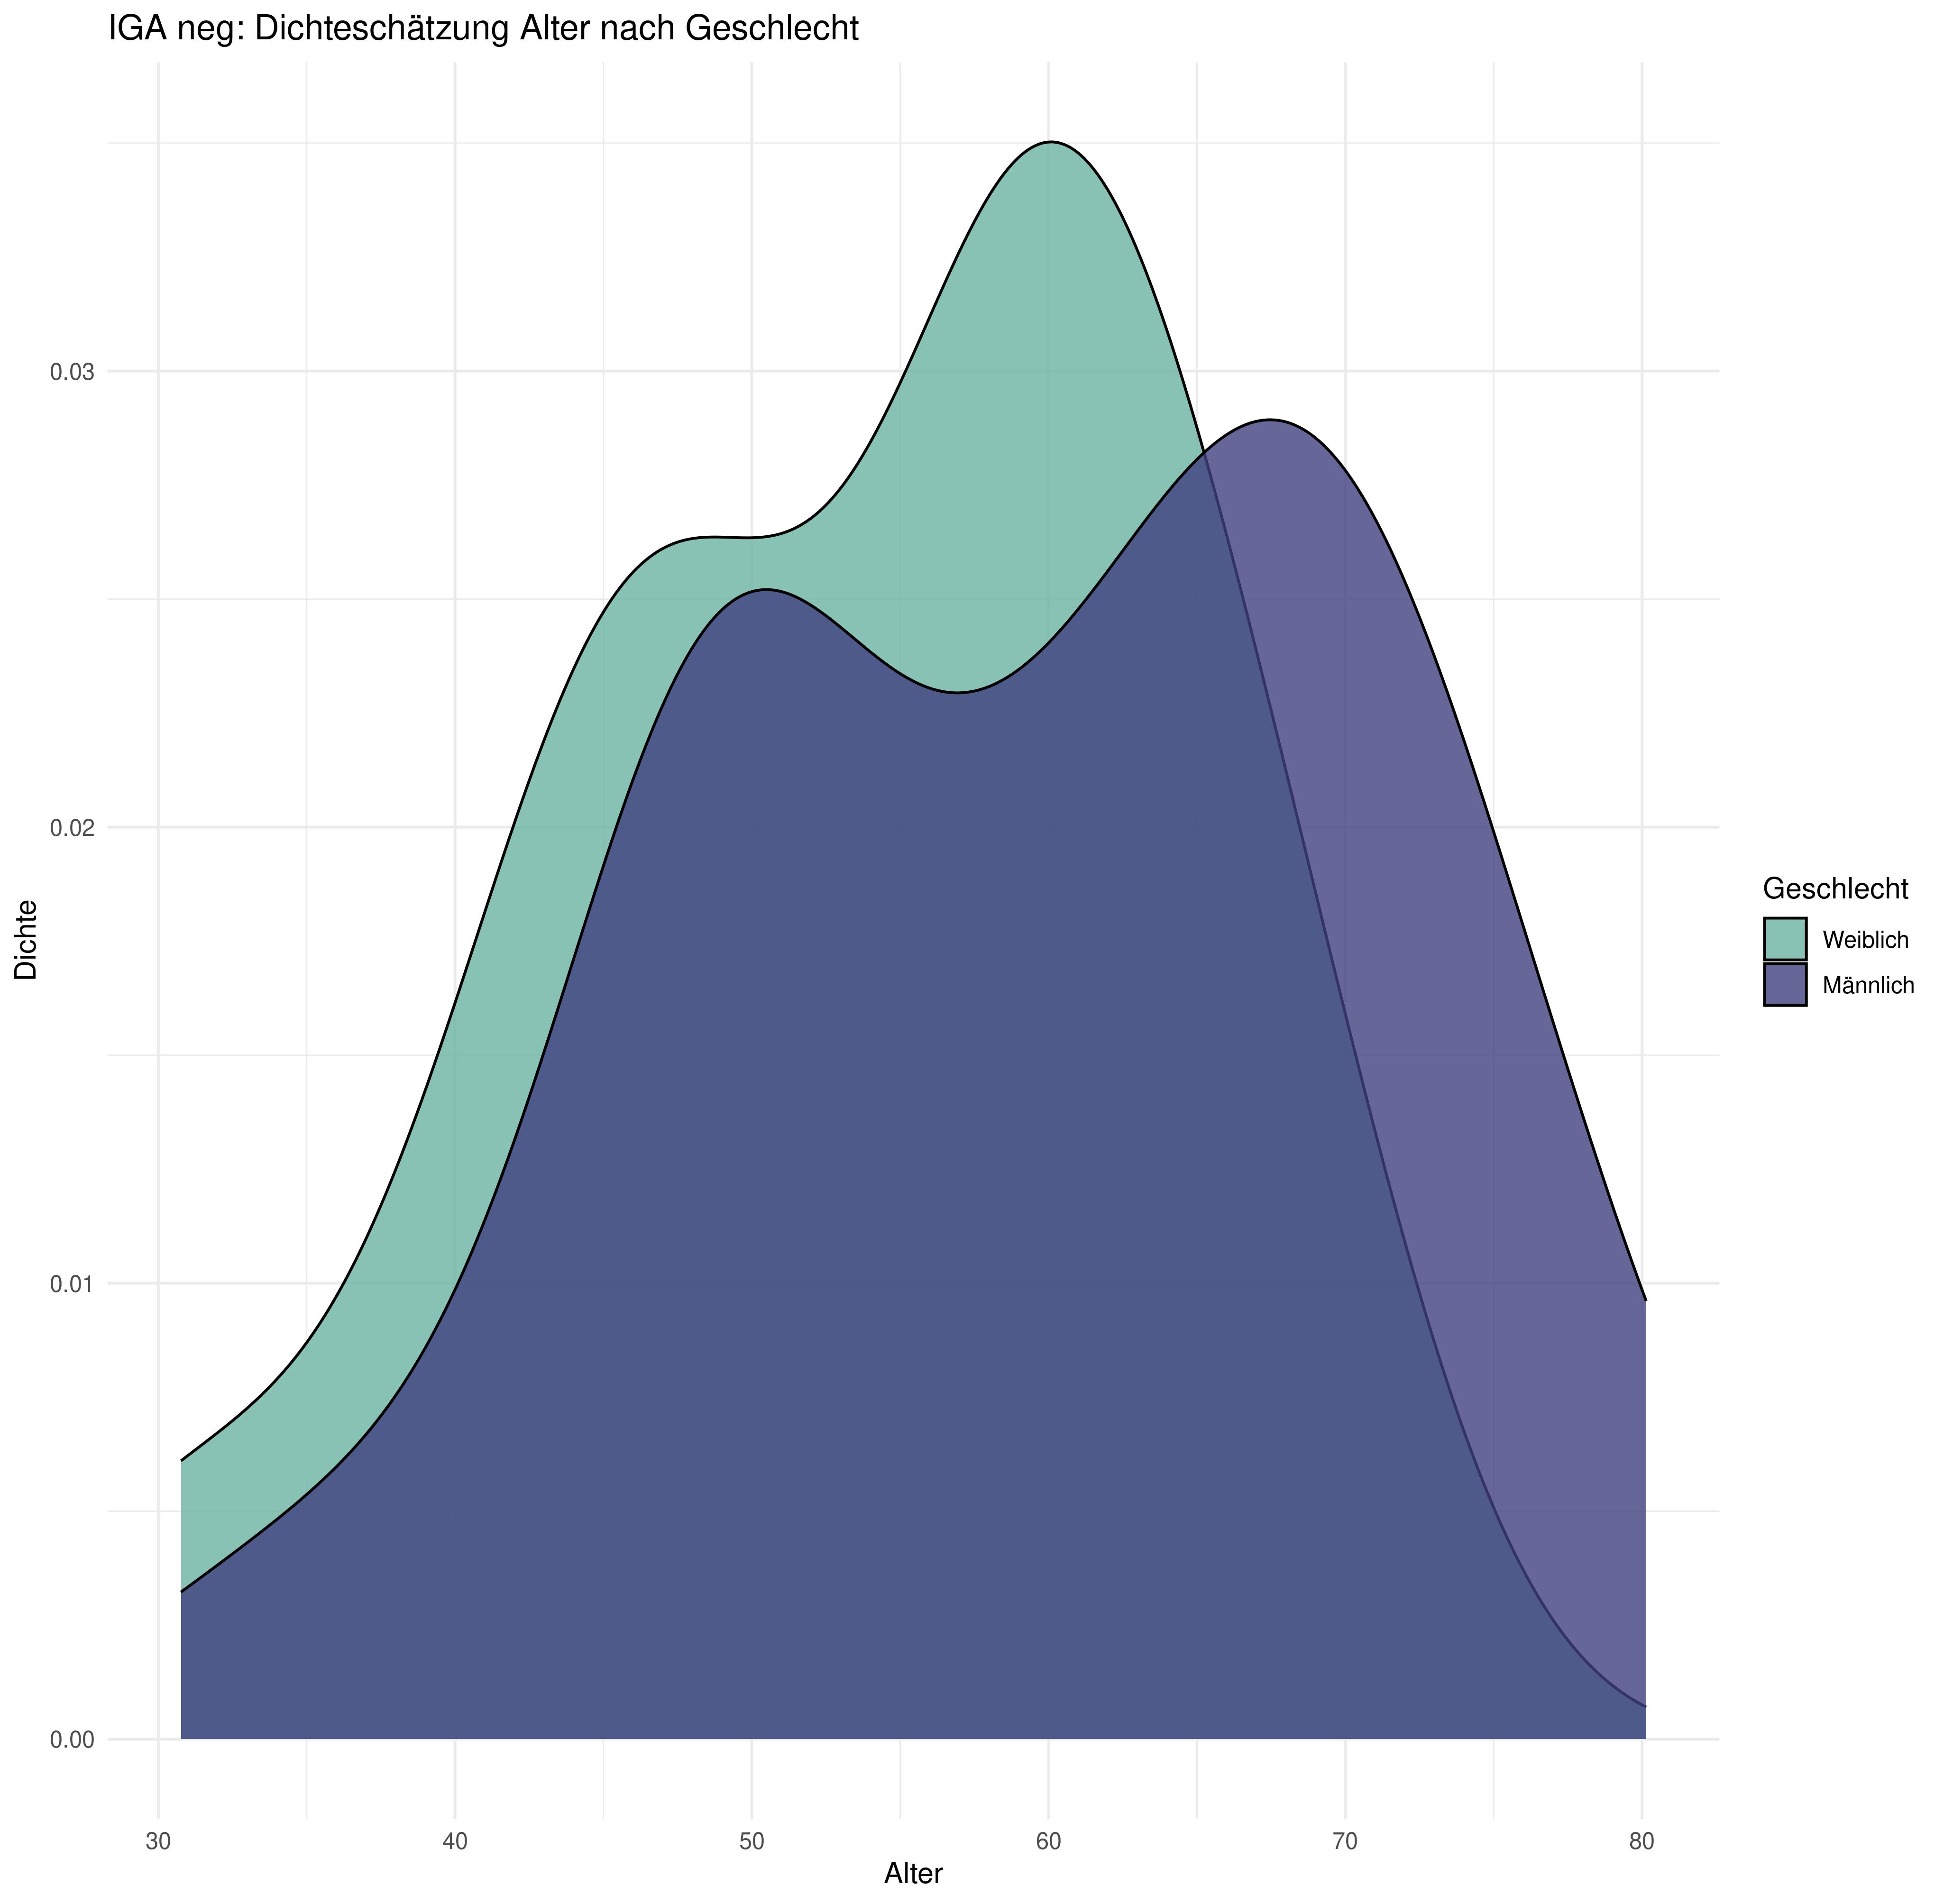 IGA neg: Dichteschätzung Alter nach Geschlecht
0.03
0.02
0.01
0.00
Dichte
30 40 50 60 70 80
Alter
Geschlecht
Weiblich
Männlich